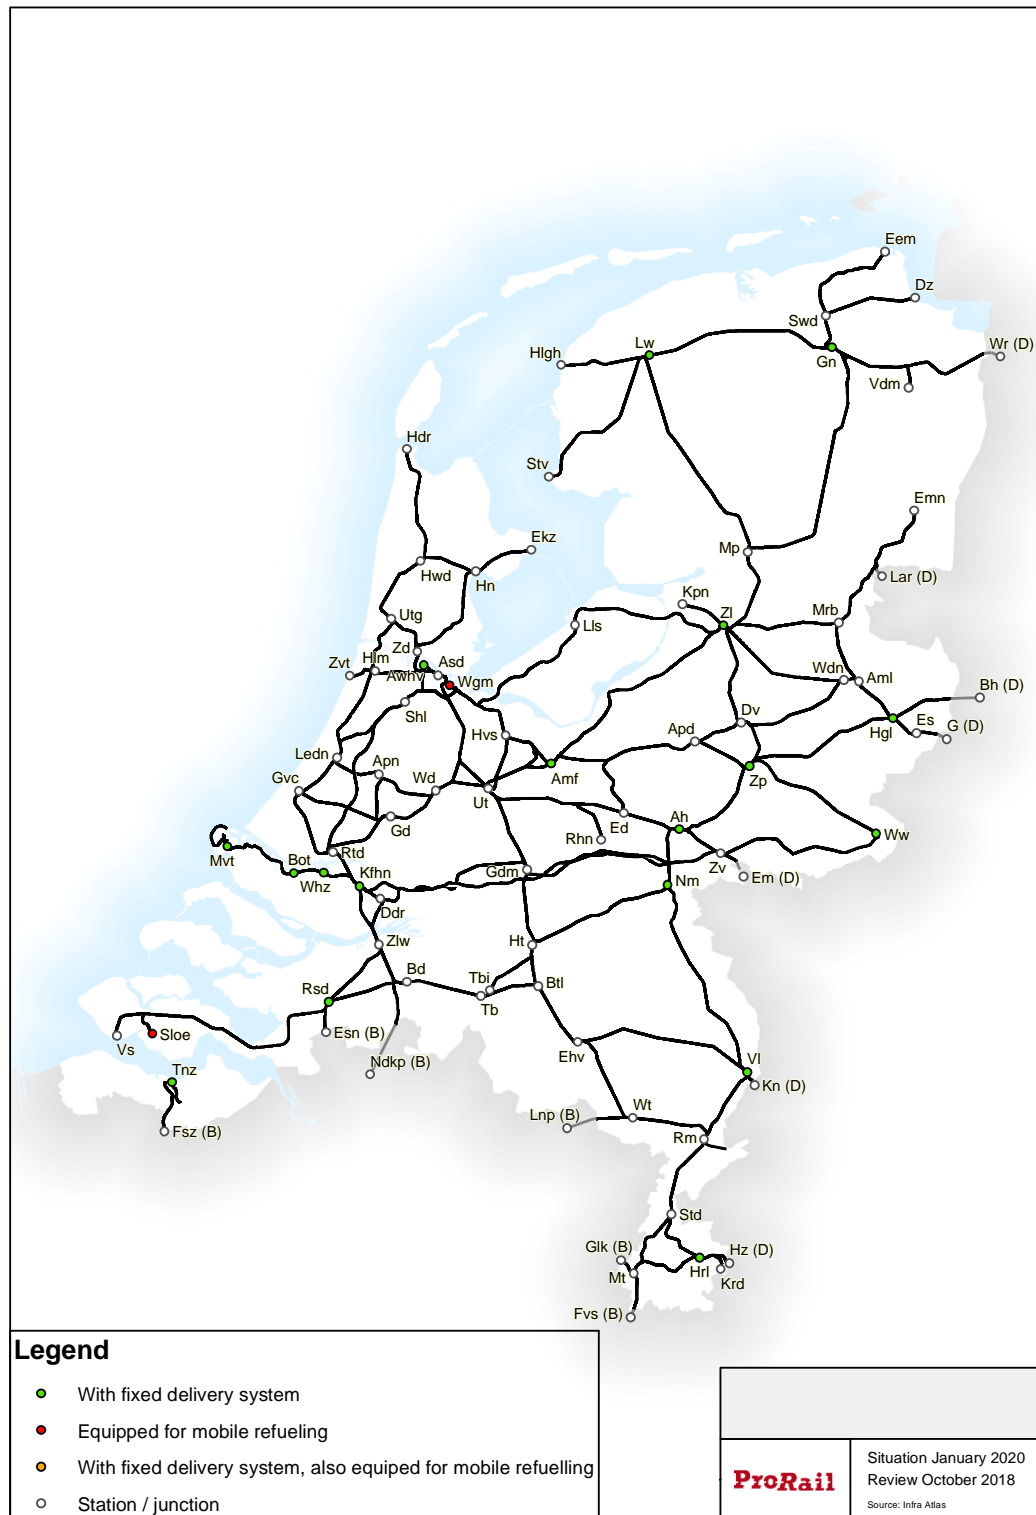 Eem
Dz
Swd
Wr (D)
Lw
Hlgh
Gn
Vdm
Hdr
Stv
Emn
Ekz
Mp
Hwd
Hn
Lar (D)
Kpn
Zl
Mrb
Utg
Lls
Zd
Hlm
Asd
Zvt
Awhv
Wgm
Wdn
Aml
Bh (D)
Shl
Dv
Es
Hvs
Apd
Hgl
G (D)
Ledn
Apn
Gvc
Wd
Amf
Zp
Ut
Gd
Ed
Ah
Rhn
Ww
Mvt
Bot
Rtd
Whz
Kfhn
Gdm
Zv
Em (D)
Nm
Ddr
Zlw
Ht
Bd
Tbi
Btl
Rsd
Tb
Vs
Sloe
Esn (B)
Ehv
Ndkp (B)
Vl
Tnz
Kn (D)
Lnp (B)
Wt
Fsz (B)
Rm
Std
Glk (B)
Hz (D)
Mt
Hrl
Krd
Fvs (B)
Legend
With fixed delivery system
Equipped for mobile refueling
With fixed delivery system, also equiped for mobile refuelling
Station / junction
ProRail
Situation January 2020
Review October 2018
Source: Infra Atlas